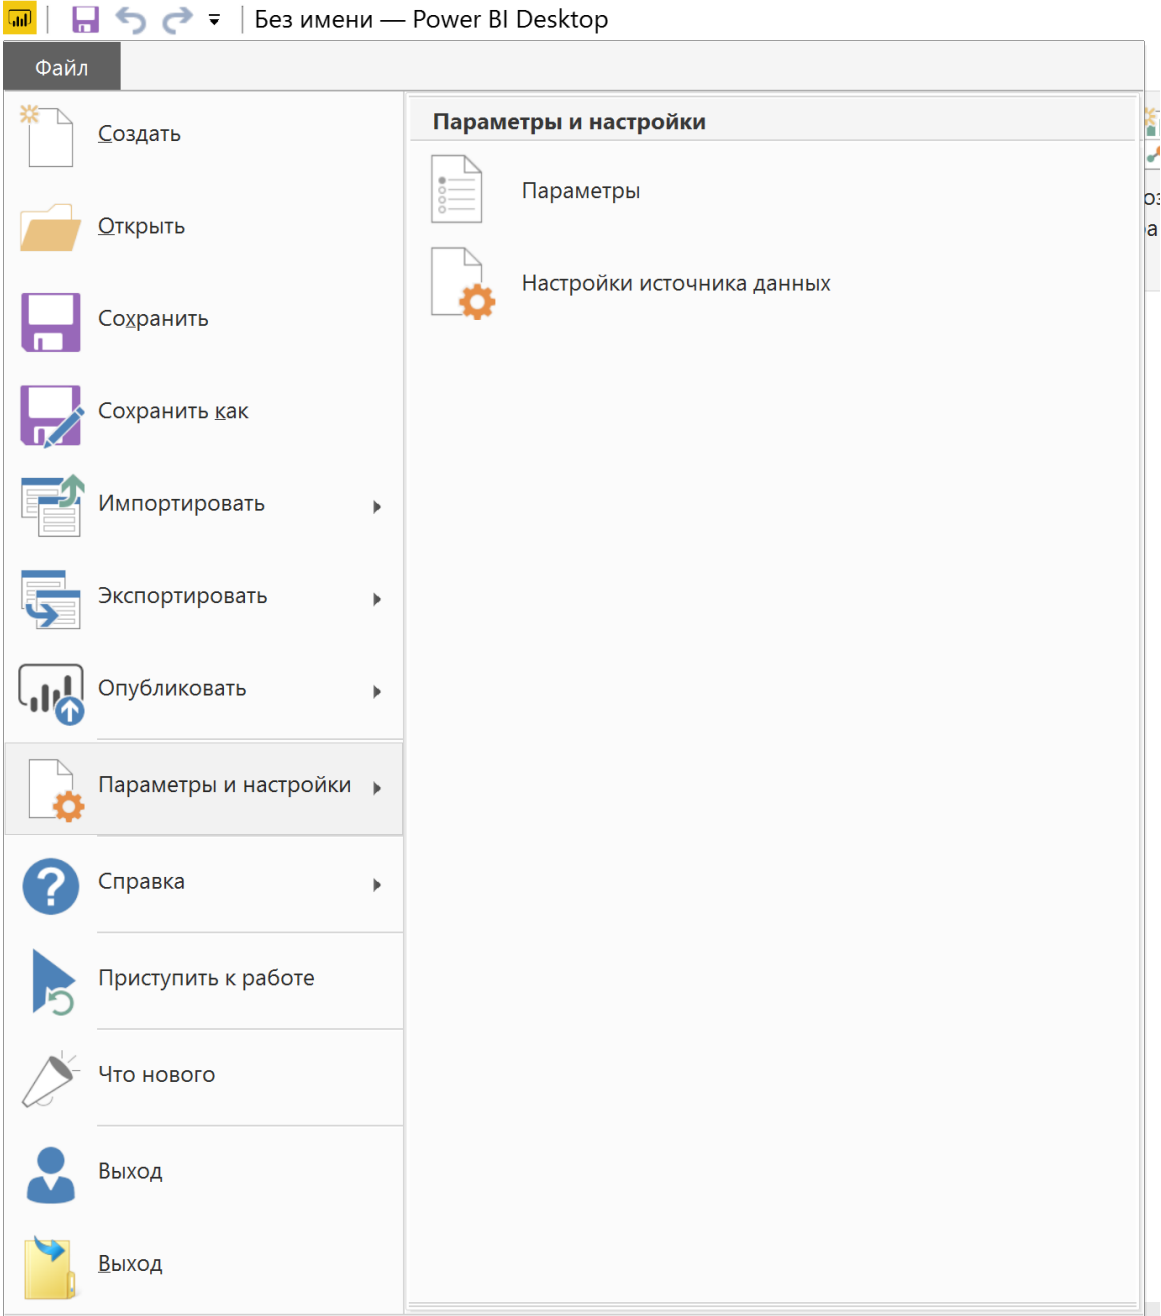 Без имени — Power BI Desktop
Файл
Создать
Открыть
Сохранить
Сохранить как
Импортировать
Экспортировать
Опубликовать
Параметры и настройки
Справка
Приступить к работе
Что нового
Выход
Выход
Параметры и настройки
Параметры
Настройки источника данных